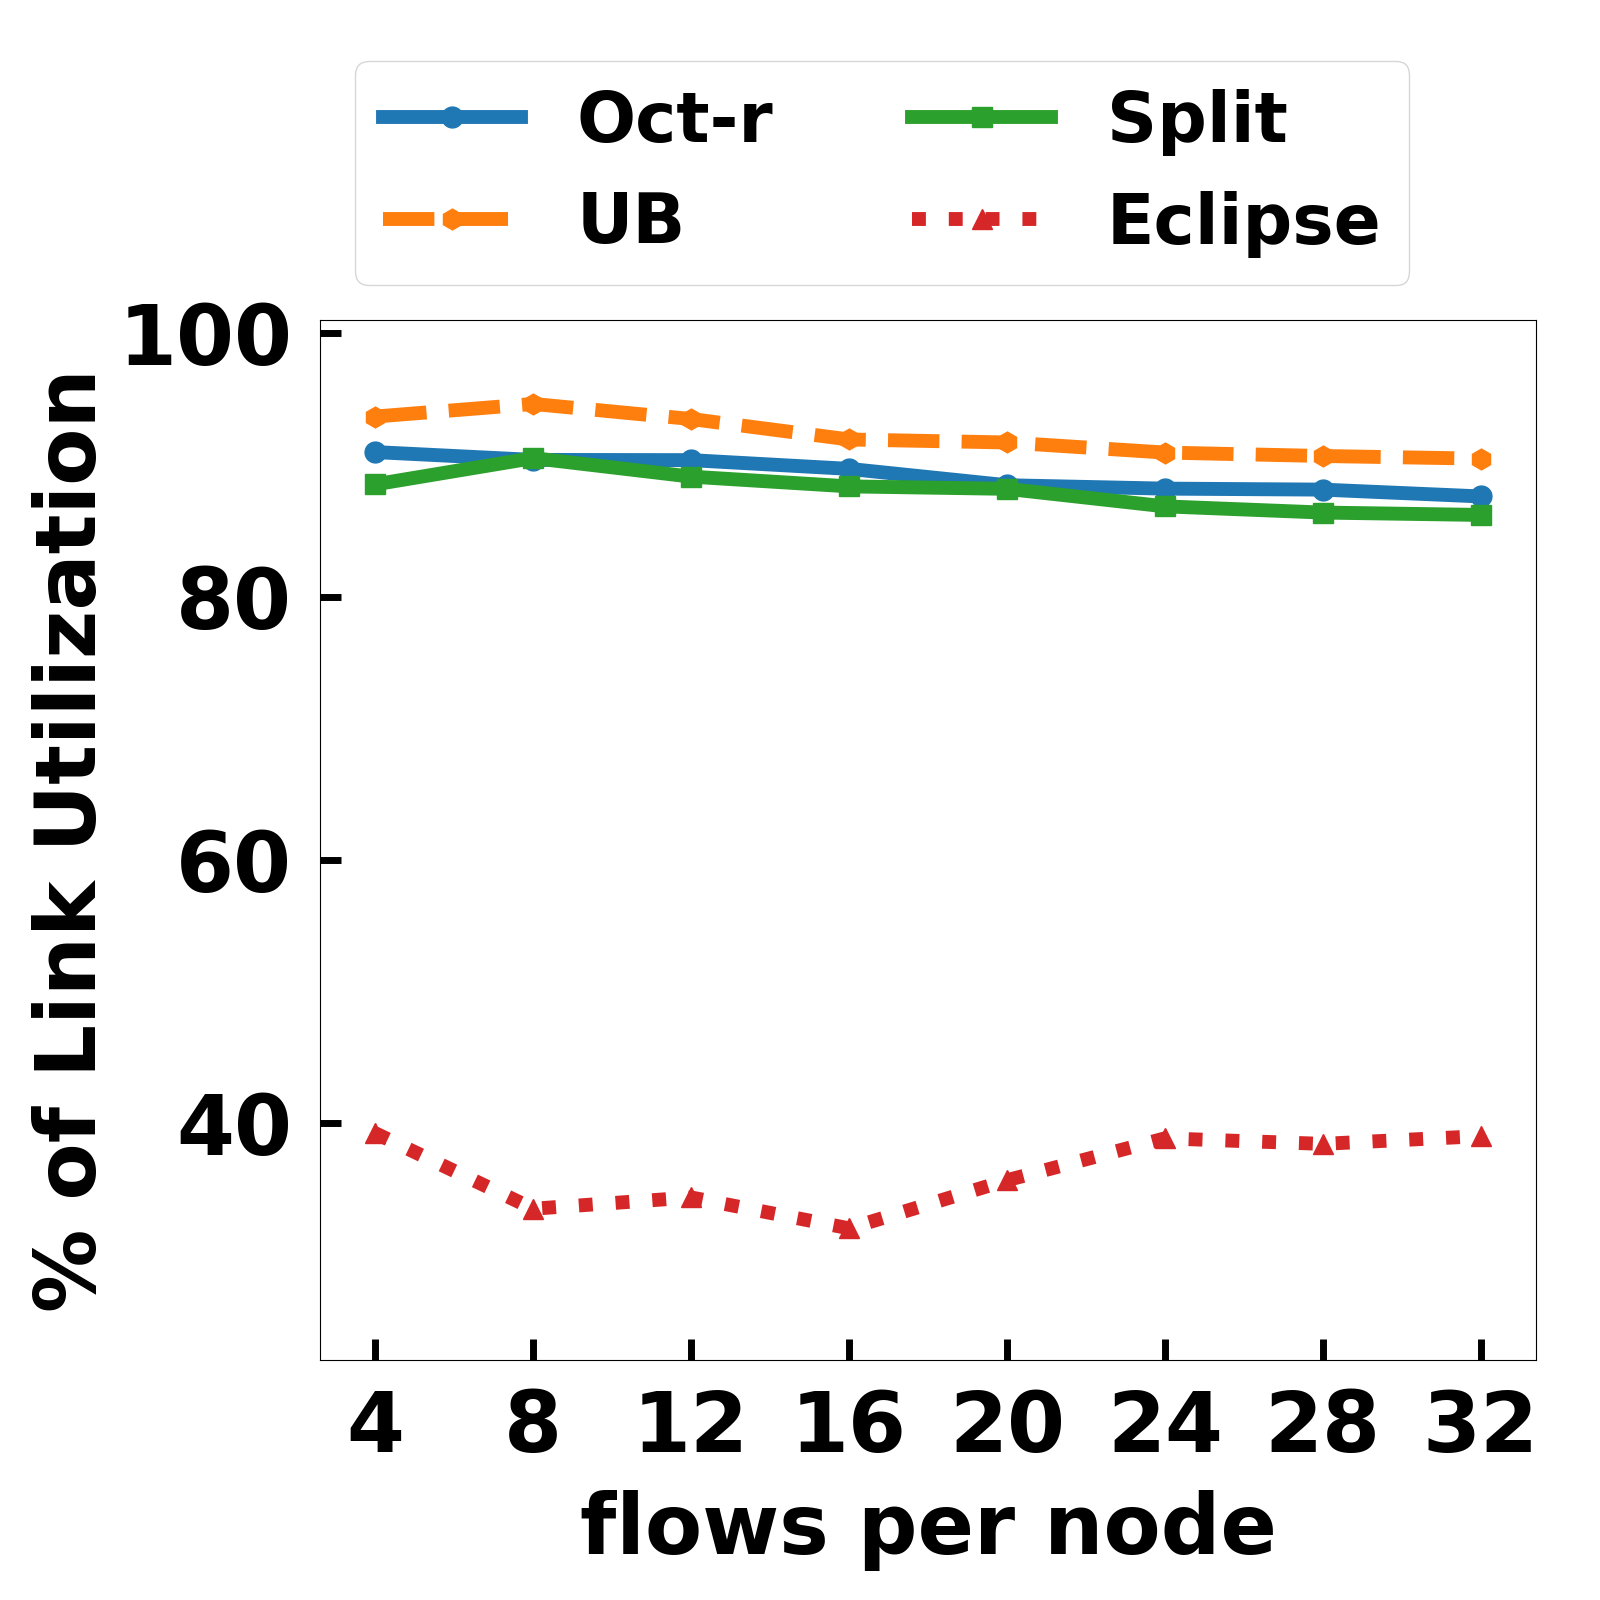 Oct-r
Split
UB
Eclipse
100
80
60
40
% of Link Utilization
4 8 12 16 20 24 28 32
flows per node